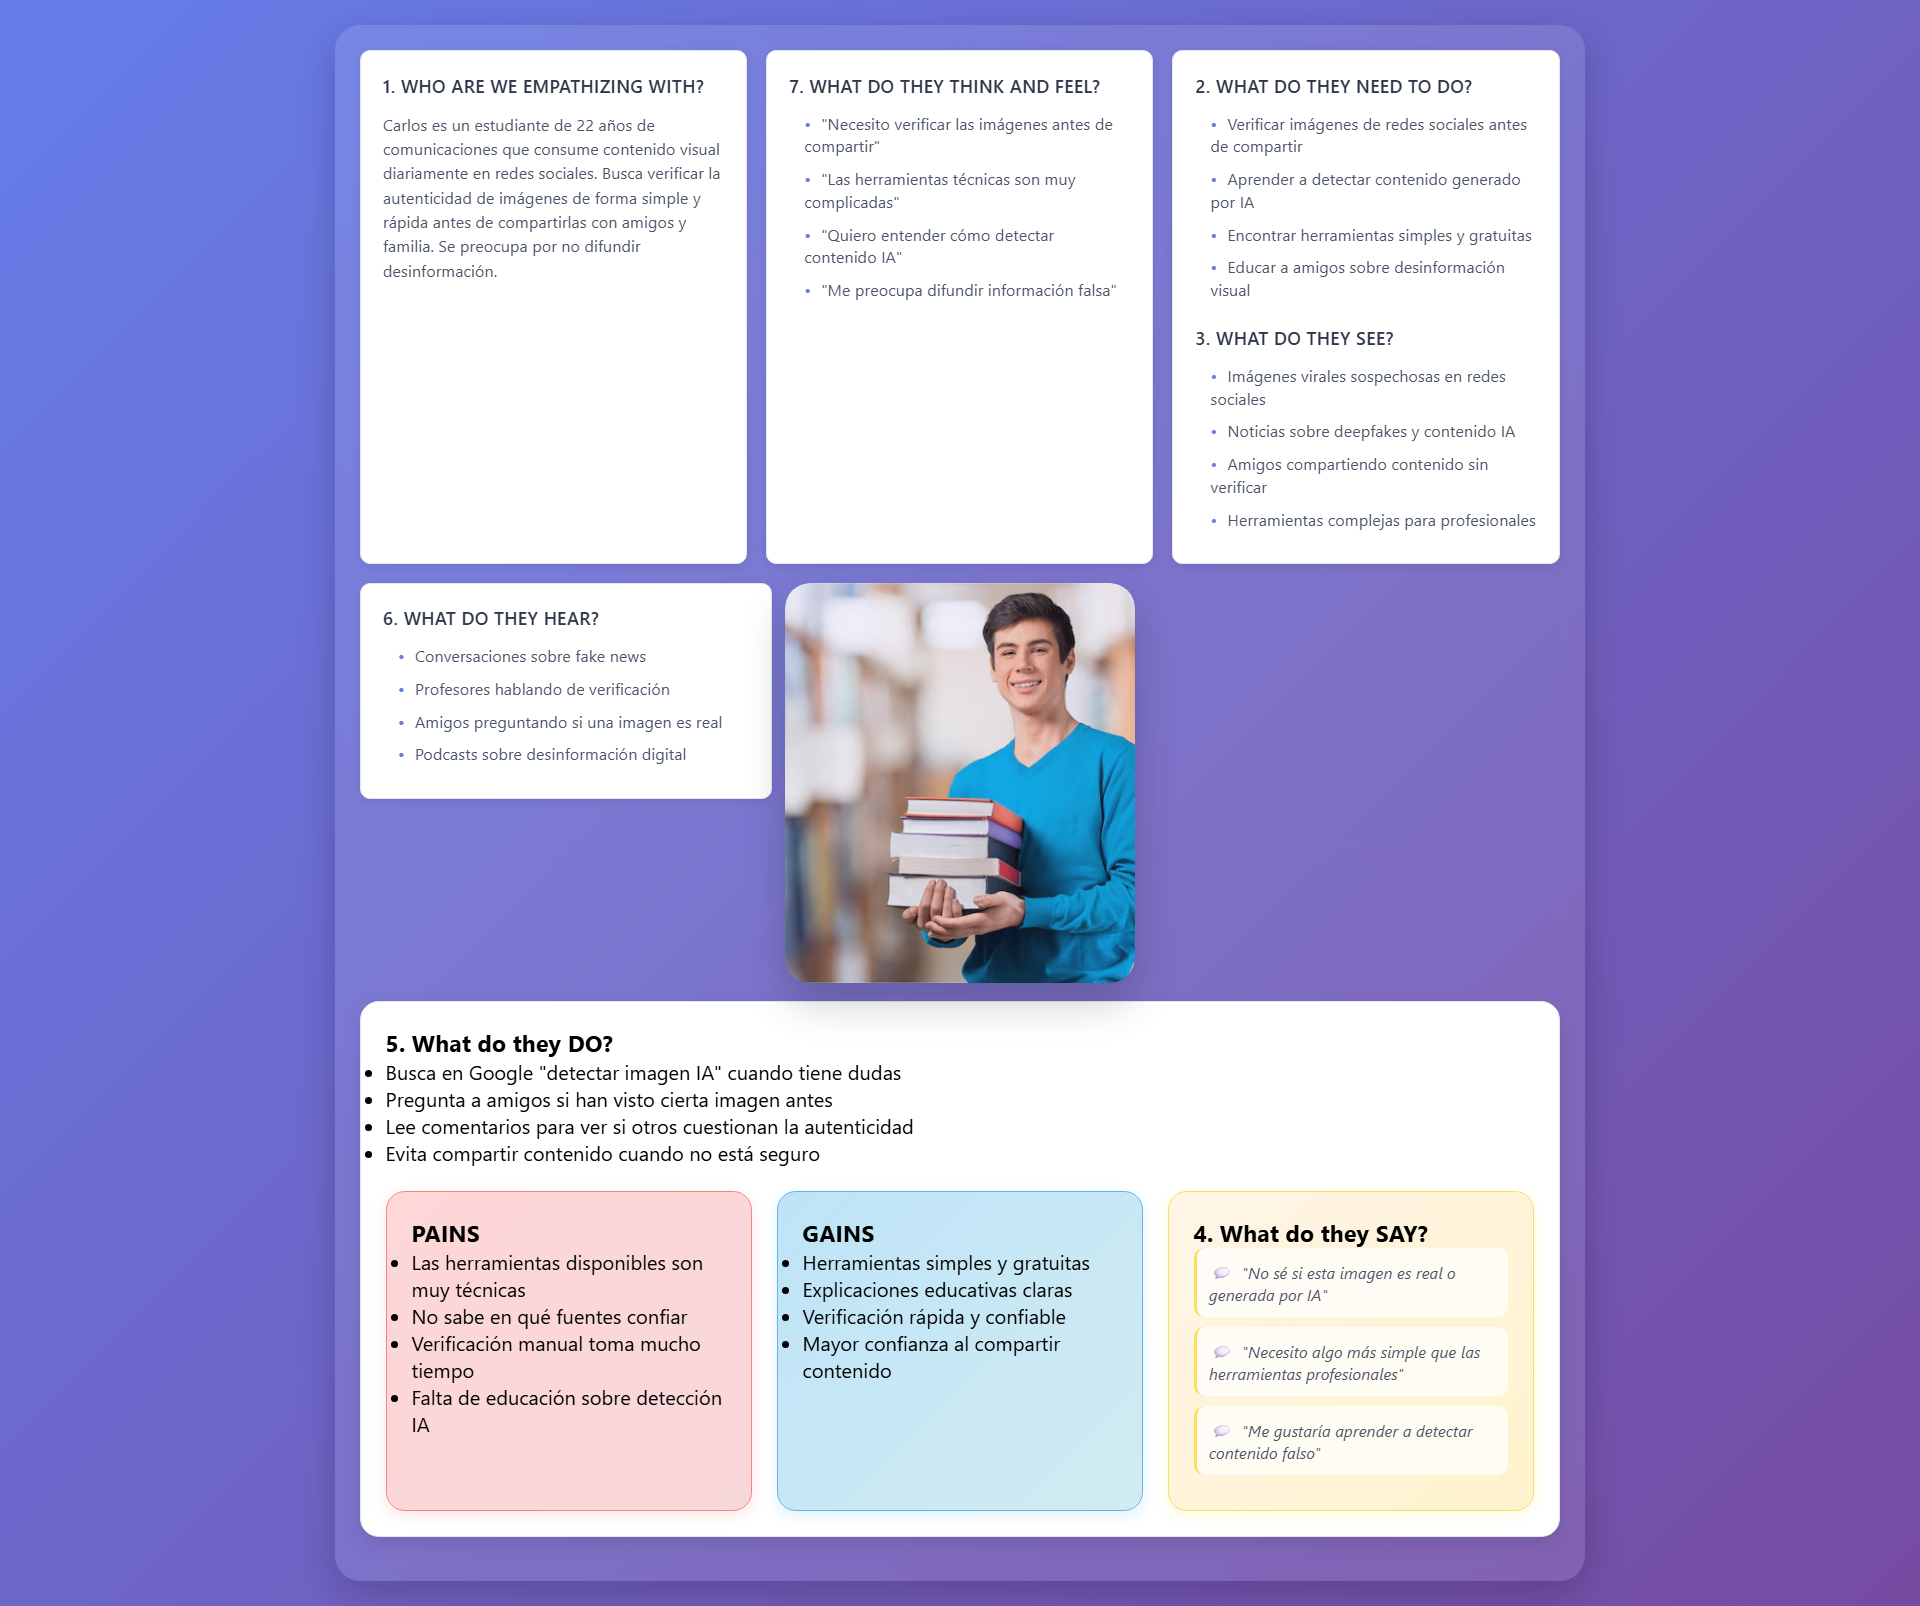 1. WHO ARE WE EMPATHIZING WITH?
Carlos es un estudiante de 22 años de
comunicaciones que consume contenido visual
diariamente en redes sociales. Busca verificar la
autenticidad de imágenes de forma simple y
rápida antes de compartirlas con amigos y
familia. Se preocupa por no difundir
desinformación.
7. WHAT DO THEY THINK AND FEEL?
• "Necesito verificar las imágenes antes de
compartir"
• "Las herramientas técnicas son muy
complicadas"
• "Quiero entender cómo detectar
contenido IA"
• "Me preocupa difundir información falsa"
2. WHAT DO THEY NEED TO DO?
• Verificar imágenes de redes sociales antes
de compartir
• Aprender a detectar contenido generado
por IA
• Encontrar herramientas simples y gratuitas
• Educar a amigos sobre desinformación
visual
3. WHAT DO THEY SEE?
• Imágenes virales sospechosas en redes
sociales
• Noticias sobre deepfakes y contenido IA
• Amigos compartiendo contenido sin
verificar
• Herramientas complejas para profesionales
6. WHAT DO THEY HEAR?
• Conversaciones sobre fake news
• Profesores hablando de verificación
• Amigos preguntando si una imagen es real
• Podcasts sobre desinformación digital
5. What do they DO?
• Busca en Google "detectar imagen IA" cuando tiene dudas
• Pregunta a amigos si han visto cierta imagen antes
• Lee comentarios para ver si otros cuestionan la autenticidad
• Evita compartir contenido cuando no está seguro
PAINS
• Las herramientas disponibles son
muy técnicas
• No sabe en qué fuentes confiar
• Verificación manual toma mucho
tiempo
• Falta de educación sobre detección
IA
GAINS
• Herramientas simples y gratuitas
• Explicaciones educativas claras
• Verificación rápida y confiable
• Mayor confianza al compartir
contenido
4. What do they SAY?
"No sé si esta imagen es real o
generada por IA"
"Necesito algo más simple que las
herramientas profesionales"
"Me gustaría aprender a detectar
contenido falso"